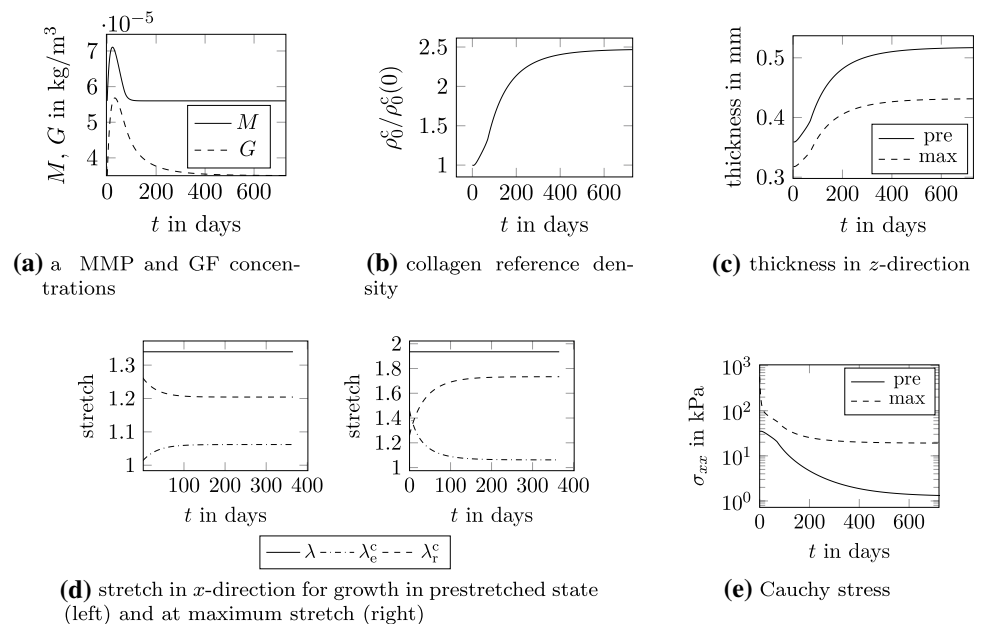 ·10⁻⁵
M, G in kg/m³
7
6
5
4
M
G
0 200 400 600
t in days
(a) a MMP and GF concen-
trations
ρ₀ᶜ/ρ₀ᶜ(0)
2.5
2
1.5
1
0 200 400 600
t in days
(b) collagen reference den-
sity
thickness in mm
0.5
0.4
0.3
pre
max
0 200 400 600
t in days
(c) thickness in z-direction
stretch
1.3
1.2
1.1
1
100 200 300 400
t in days
stretch
2
1.8
1.6
1.4
1.2
1
0 100 200 300 400
t in days
λ λₑᶜ λᵣᶜ
(d) stretch in x-direction for growth in prestretched state
(left) and at maximum stretch (right)
σₓₓ in kPa
10³
10²
10¹
10⁰
pre
max
0 200 400 600
t in days
(e) Cauchy stress